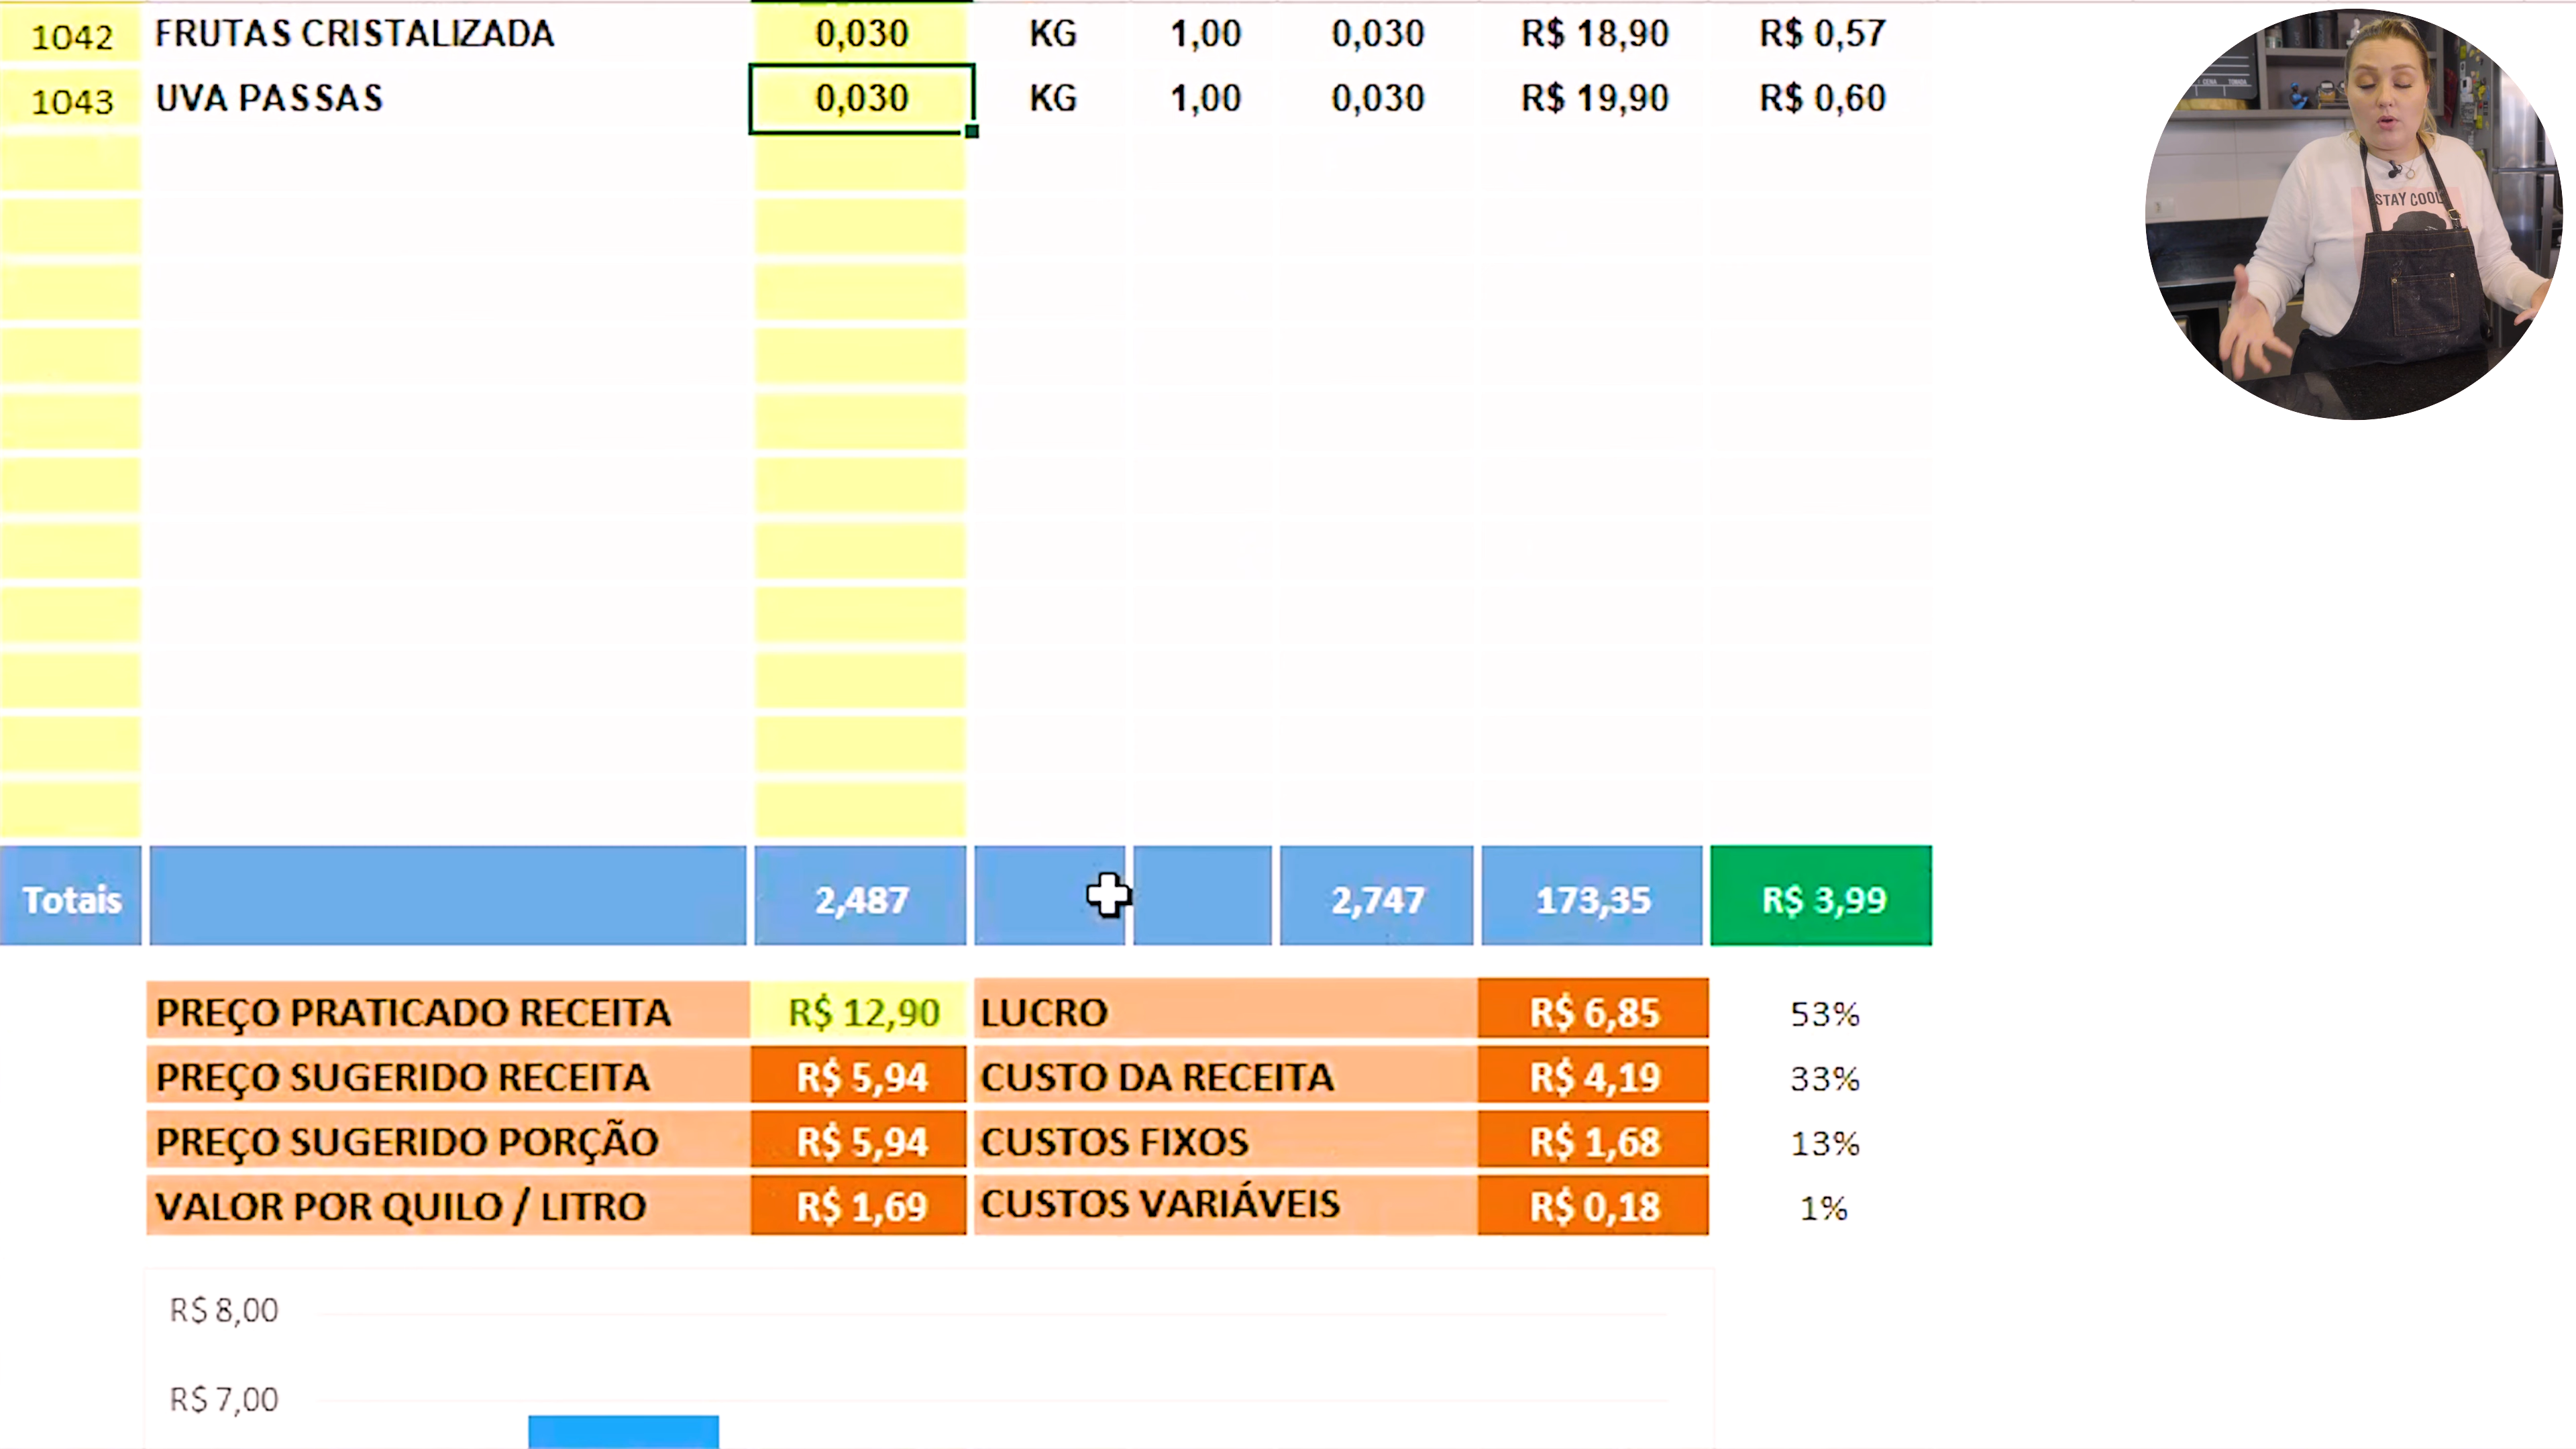 1042 FRUTAS CRISTALIZADA 0,030 KG 1,00 0,030 R$ 18,90 R$ 0,57
1043 UVA PASSAS 0,030 KG 1,00 0,030 R$ 19,90 R$ 0,60
STAY COOL
Totais 2,487 2,747 173,35 R$ 3,99
PREÇO PRATICADO RECEITA R$ 12,90 LUCRO R$ 6,85 53%
PREÇO SUGERIDO RECEITA R$ 5,94 CUSTO DA RECEITA R$ 4,19 33%
PREÇO SUGERIDO PORÇÃO R$ 5,94 CUSTOS FIXOS R$ 1,68 13%
VALOR POR QUILO / LITRO R$ 1,69 CUSTOS VARIÁVEIS R$ 0,18 1%
R$ 8,00
R$ 7,00